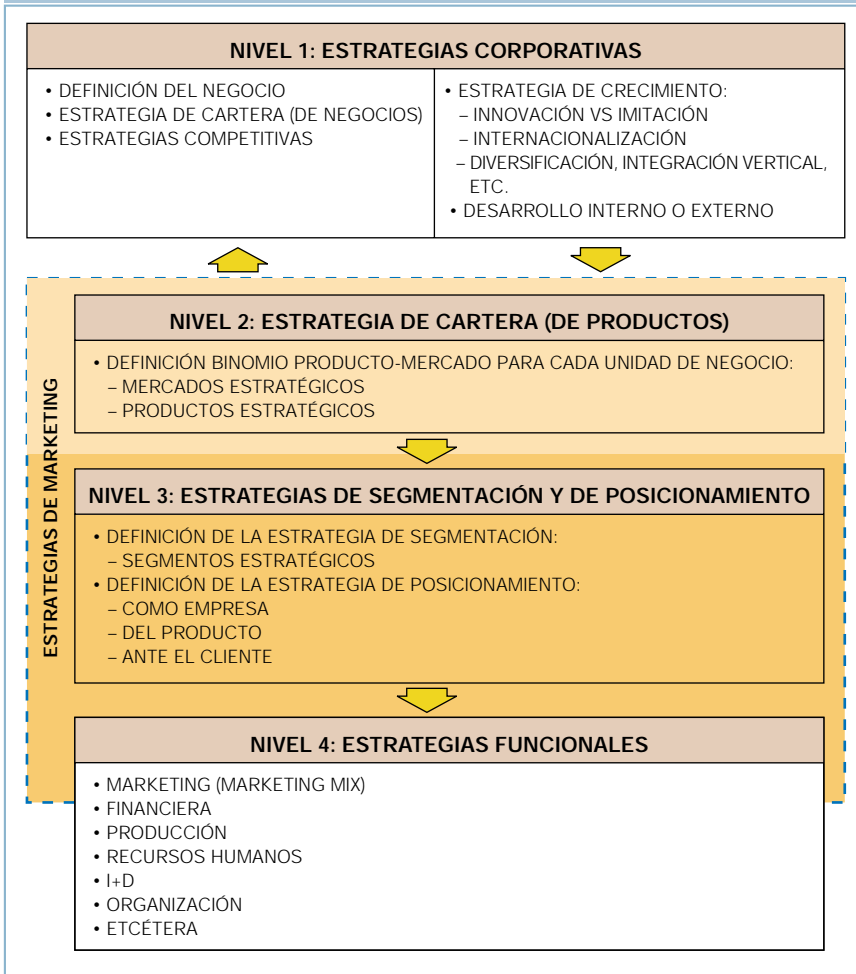 NIVEL 1: ESTRATEGIAS CORPORATIVAS
• DEFINICIÓN DEL NEGOCIO
• ESTRATEGIA DE CARTERA (DE NEGOCIOS)
• ESTRATEGIAS COMPETITIVAS
• ESTRATEGIA DE CRECIMIENTO:
– INNOVACIÓN VS IMITACIÓN
– INTERNACIONALIZACIÓN
– DIVERSIFICACIÓN, INTEGRACIÓN VERTICAL,
ETC.
• DESARROLLO INTERNO O EXTERNO
ESTRATEGIAS DE MARKETING
NIVEL 2: ESTRATEGIA DE CARTERA (DE PRODUCTOS)
• DEFINICIÓN BINOMIO PRODUCTO-MERCADO PARA CADA UNIDAD DE NEGOCIO:
– MERCADOS ESTRATÉGICOS
– PRODUCTOS ESTRATÉGICOS
NIVEL 3: ESTRATEGIAS DE SEGMENTACIÓN Y DE POSICIONAMIENTO
• DEFINICIÓN DE LA ESTRATEGIA DE SEGMENTACIÓN:
– SEGMENTOS ESTRATÉGICOS
• DEFINICIÓN DE LA ESTRATEGIA DE POSICIONAMIENTO:
– COMO EMPRESA
– DEL PRODUCTO
– ANTE EL CLIENTE
NIVEL 4: ESTRATEGIAS FUNCIONALES
• MARKETING (MARKETING MIX)
• FINANCIERA
• PRODUCCIÓN
• RECURSOS HUMANOS
• I+D
• ORGANIZACIÓN
• ETCÉTERA